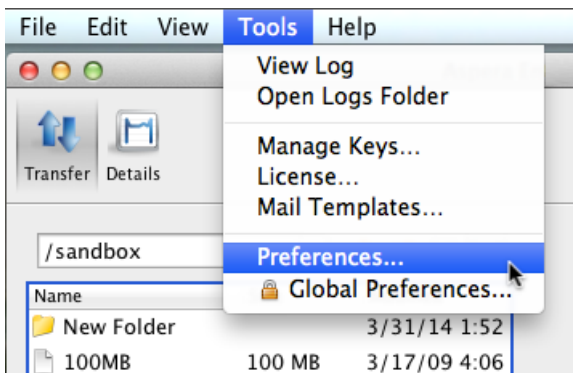 File Edit View Tools Help
View Log
Open Logs Folder
Manage Keys...
License...
Mail Templates...
Preferences...
Global Preferences...
Transfer Details
/sandbox
Name
New Folder 3/31/14 1:52
100MB 100 MB 3/17/09 4:06